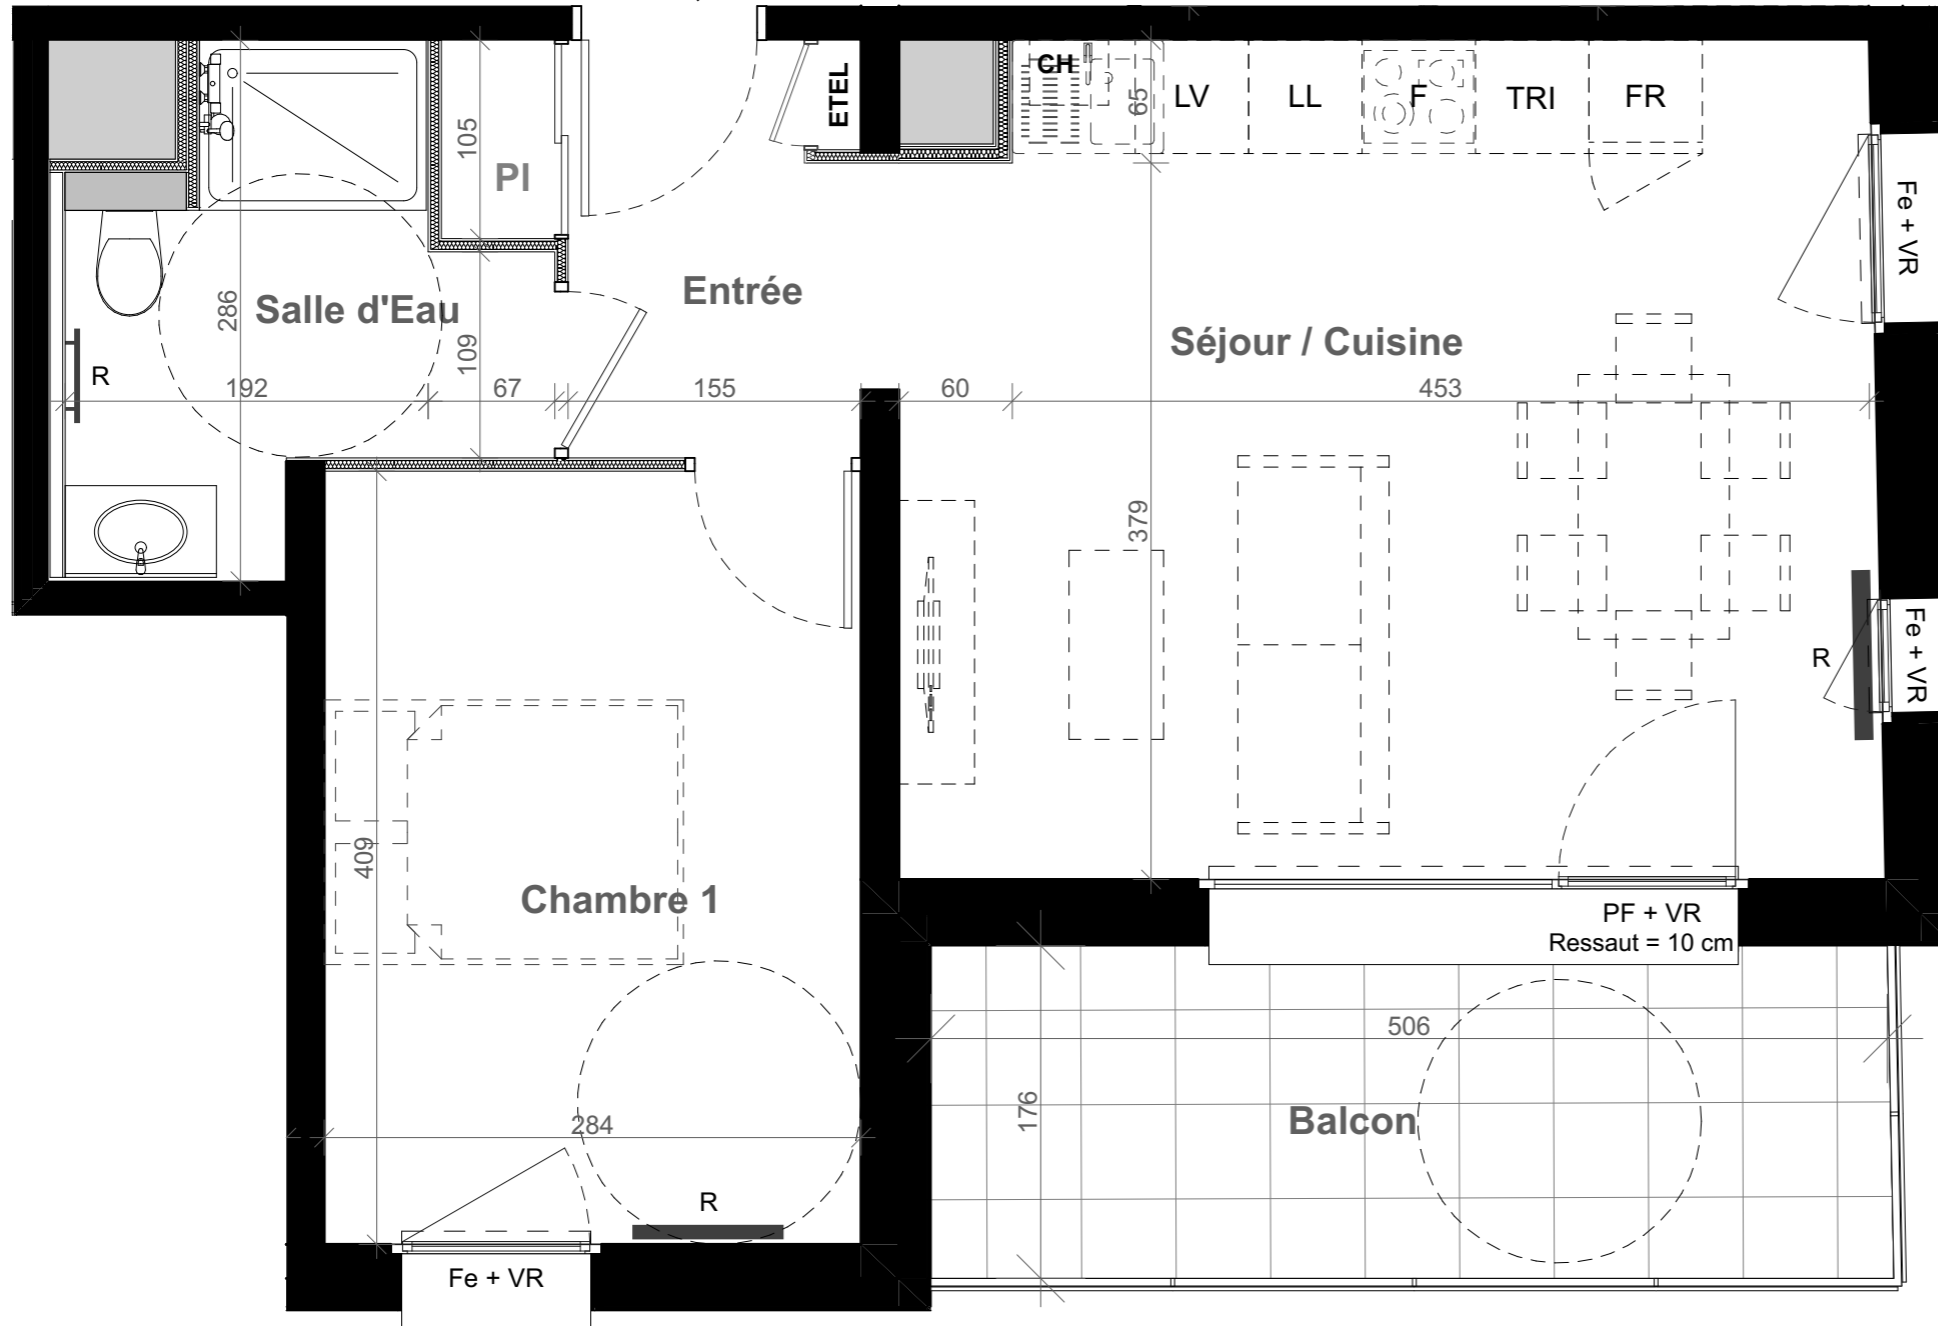 CH
LV
LL
F
TRI
FR
ETEL
65
105
Pl
Fe + VR
Entrée
Salle d'Eau
286
109
Séjour / Cuisine
R
192
67
155
60
453
379
Fe + VR
R
409
Chambre 1
PF + VR
Ressaut = 10 cm
506
176
Balcon
284
R
Fe + VR